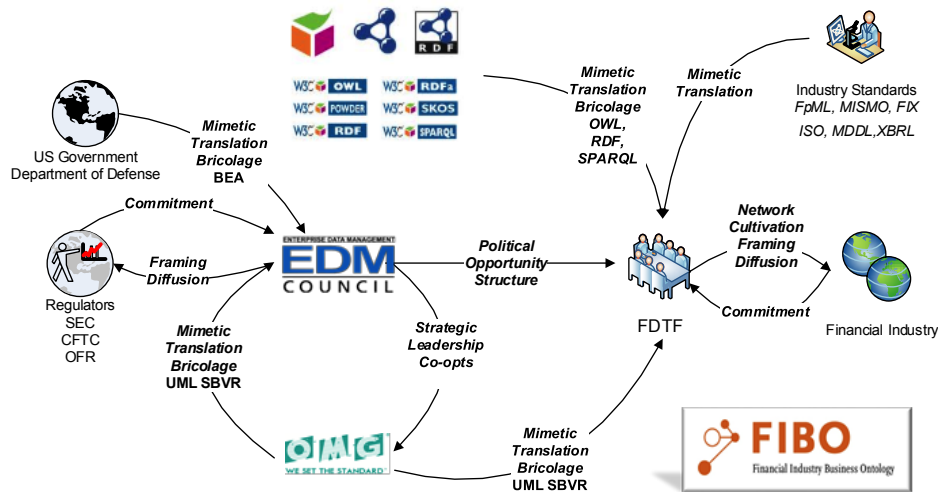 RDF
W3C OWL
W3C RDFa
W3C POWDER
W3C SKOS
W3C RDF
W3C SPARQL
Mimetic
Translation
Bricolage
OWL,
RDF,
SPARQL
Mimetic
Translation
Industry Standards
FpML, MISMO, FIX
ISO, MDDL,XBRL
US Government
Department of Defense
Mimetic
Translation
Bricolage
BEA
Commitment
Framing
Diffusion
Regulators
SEC
CFTC
OFR
ENTERPRISE DATA MANAGEMENT
EDM
COUNCIL
Political
Opportunity
Structure
FDTF
Network
Cultivation
Framing
Diffusion
Commitment
Financial Industry
Mimetic
Translation
Bricolage
UML SBVR
Strategic
Leadership
Co-opts
OMG
WE SET THE STANDARD
Mimetic
Translation
Bricolage
UML SBVR
FIBO
Financial Industry Business Ontology